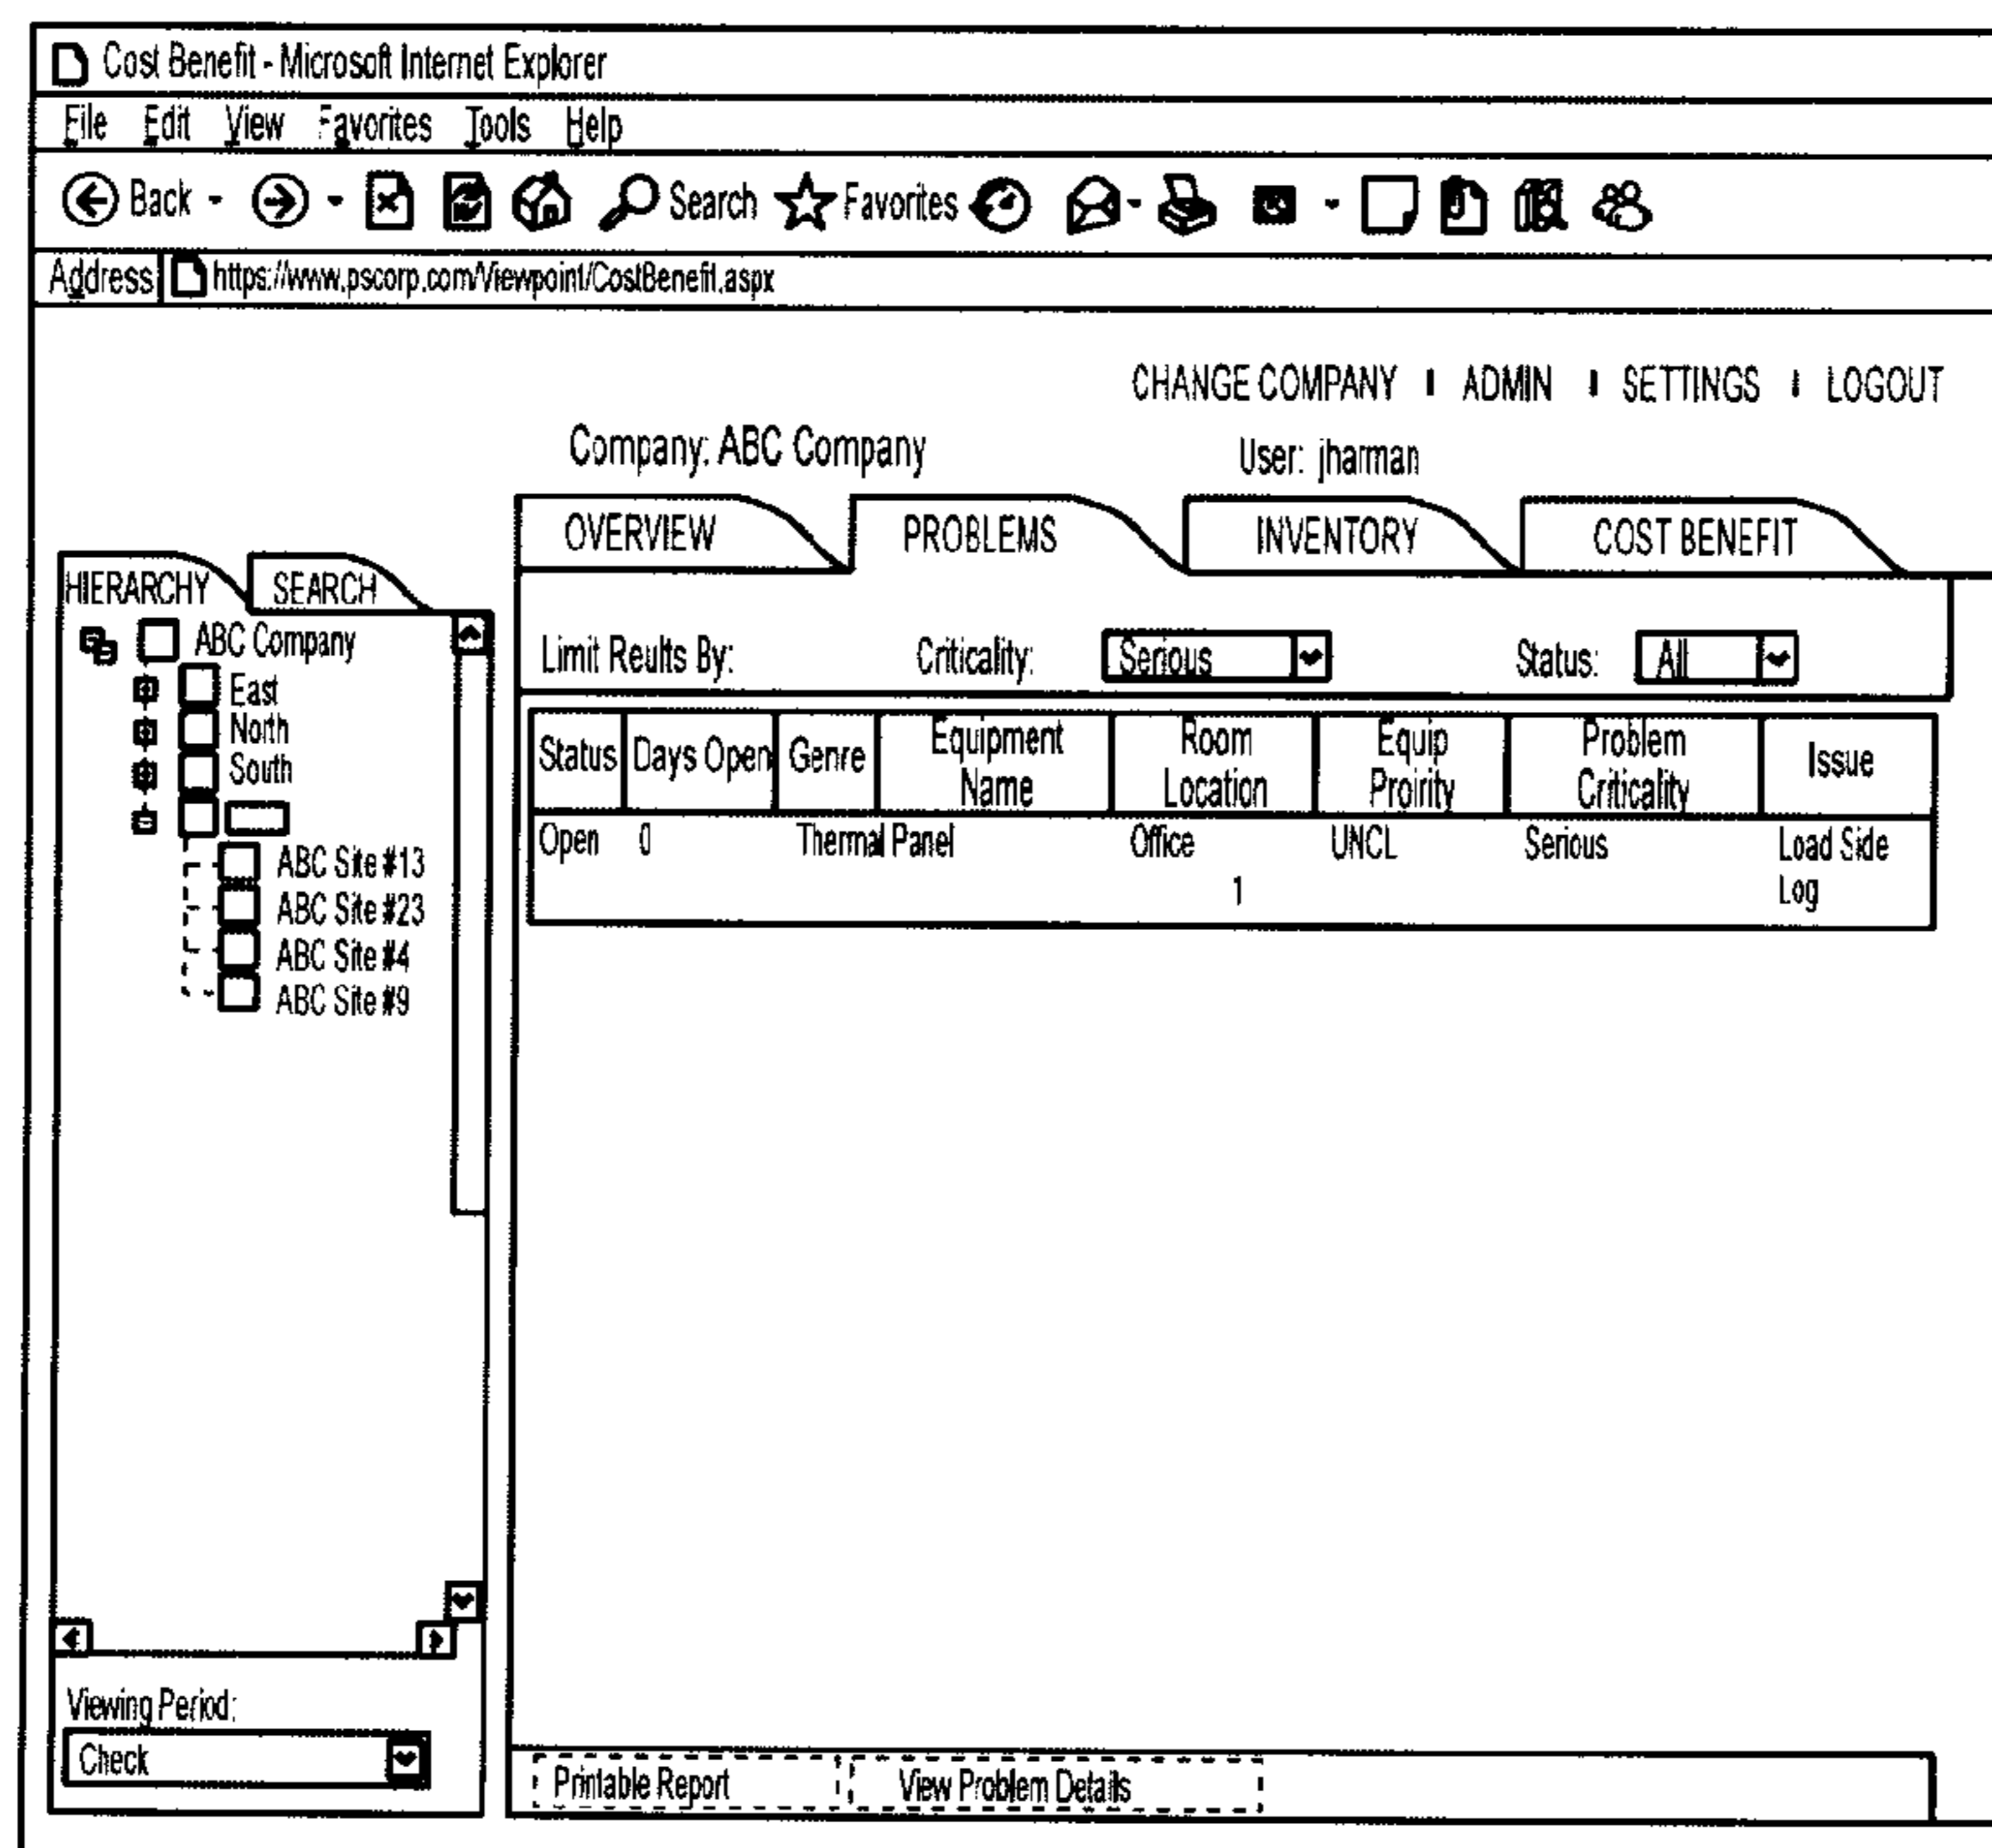 Cost Benefit - Microsoft Internet Explorer
File Edit View Favorites Tools Help
Back Search Favorites
Address https://www.pscorp.com/Viewpoint/CostBenefit.aspx
CHANGE COMPANY | ADMIN | SETTINGS | LOGOUT
Company: ABC Company User: jharman
OVERVIEW PROBLEMS INVENTORY COST BENEFIT
HIERARCHY SEARCH
ABC Company
East
North
South
ABC Site #13
ABC Site #23
ABC Site #4
ABC Site #9
Viewing Period:
Check
Limit Reults By: Criticality: Serious Status: All
Status Days Open Genre Equipment Name Room Location Equip Proirity Problem Criticality Issue
Open 0 Thermal Panel Office UNCL Serious Load Side
1 Log
Printable Report View Problem Details